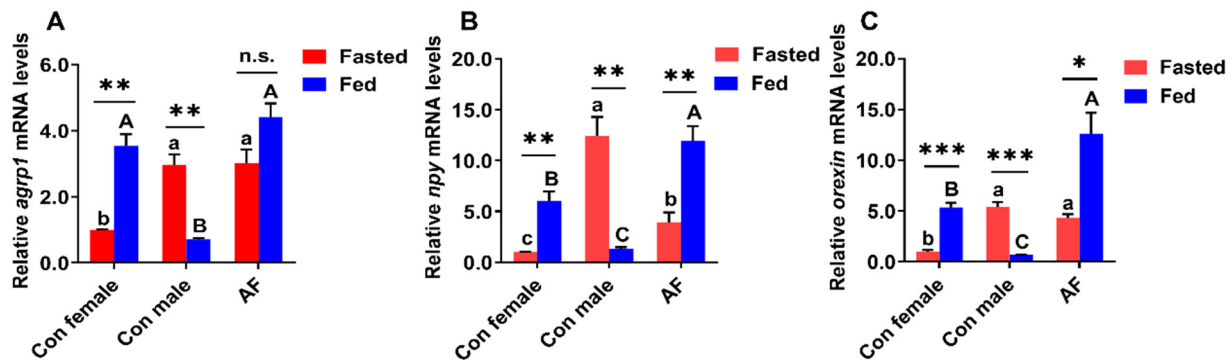 A
Relative agrp1 mRNA levels
6.0
4.0
2.0
0.0
Fasted
Fed
** ** n.s.
b A a B a A
Con female
Con male
AF
B
Relative npy mRNA levels
20.0
15.0
10.0
5.0
0.0
Fasted
Fed
** ** **
c B a C b A
Con female
Con male
AF
C
Relative orexin mRNA levels
20.0
15.0
10.0
5.0
0.0
Fasted
Fed
*** *** *
b B a C a A
Con female
Con male
AF